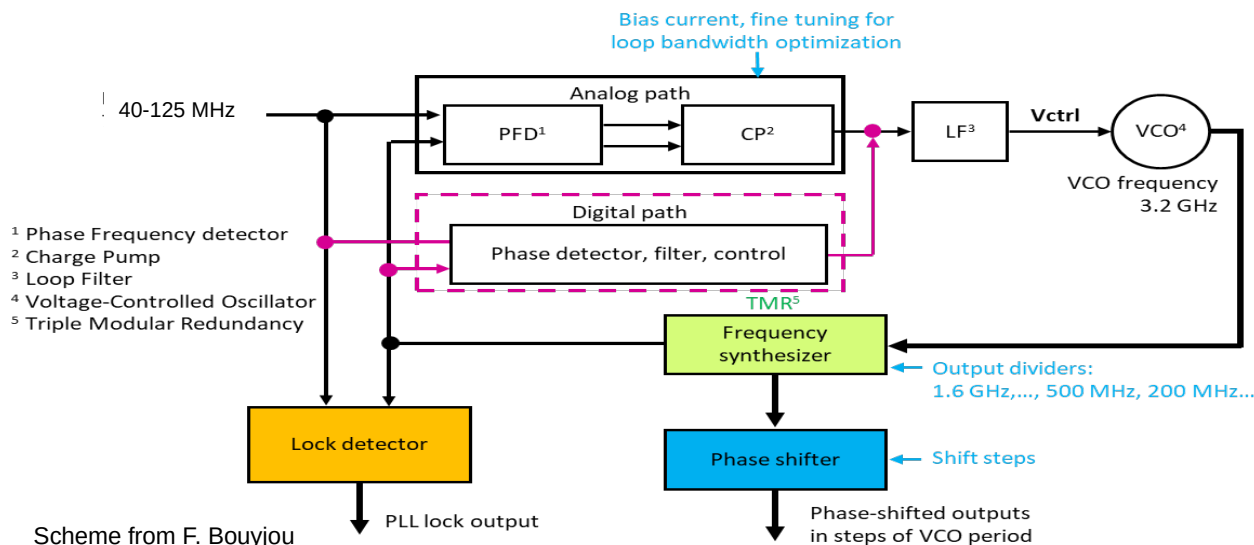 Bias current, fine tuning for
loop bandwidth optimization
40-125 MHz
Analog path
PFD¹
CP²
LF³
Vctrl
VCO⁴
VCO frequency
3.2 GHz
Digital path
Phase detector, filter, control
¹ Phase Frequency detector
² Charge Pump
³ Loop Filter
⁴ Voltage-Controlled Oscillator
⁵ Triple Modular Redundancy
TMR⁵
Frequency
synthesizer
Output dividers:
1.6 GHz,..., 500 MHz, 200 MHz...
Lock detector
Phase shifter
Shift steps
PLL lock output
Phase-shifted outputs
in steps of VCO period
Scheme from F. Bouyjou